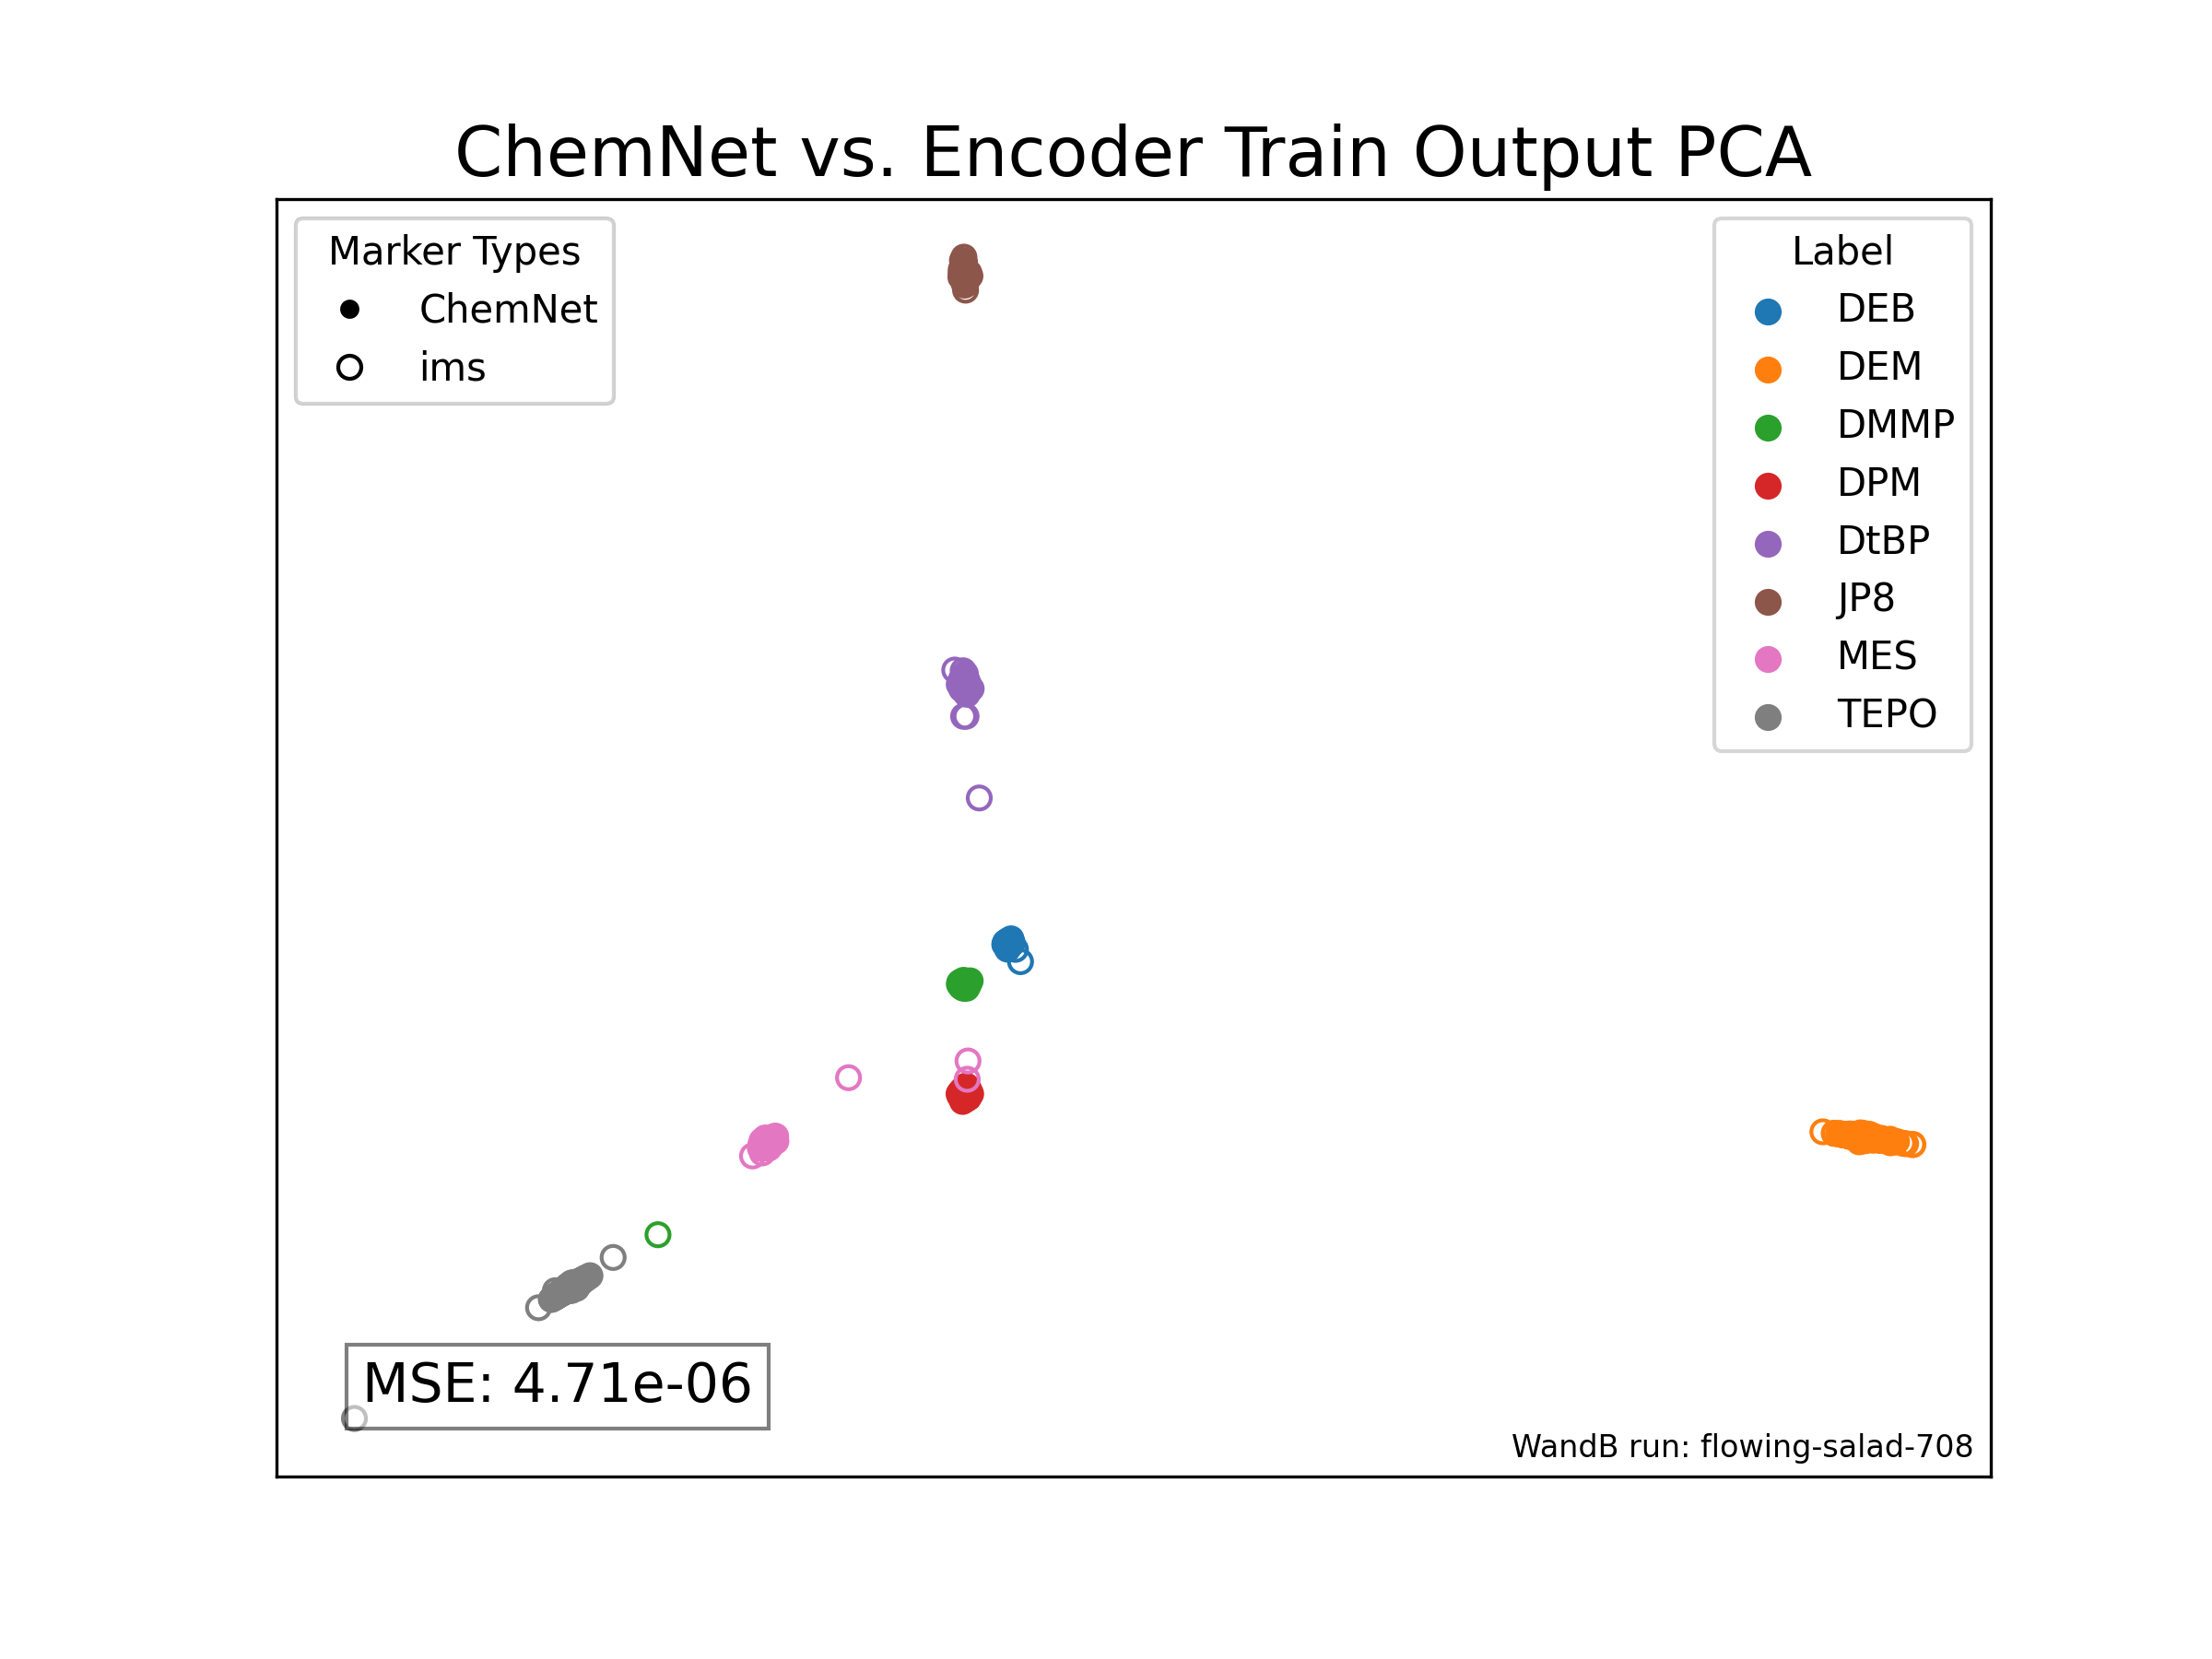 ChemNet vs. Encoder Train Output PCA
Marker Types
ChemNet
ims
Label
DEB
DEM
DMMP
DPM
DtBP
JP8
MES
TEPO
MSE: 4.71e-06
WandB run: flowing-salad-708